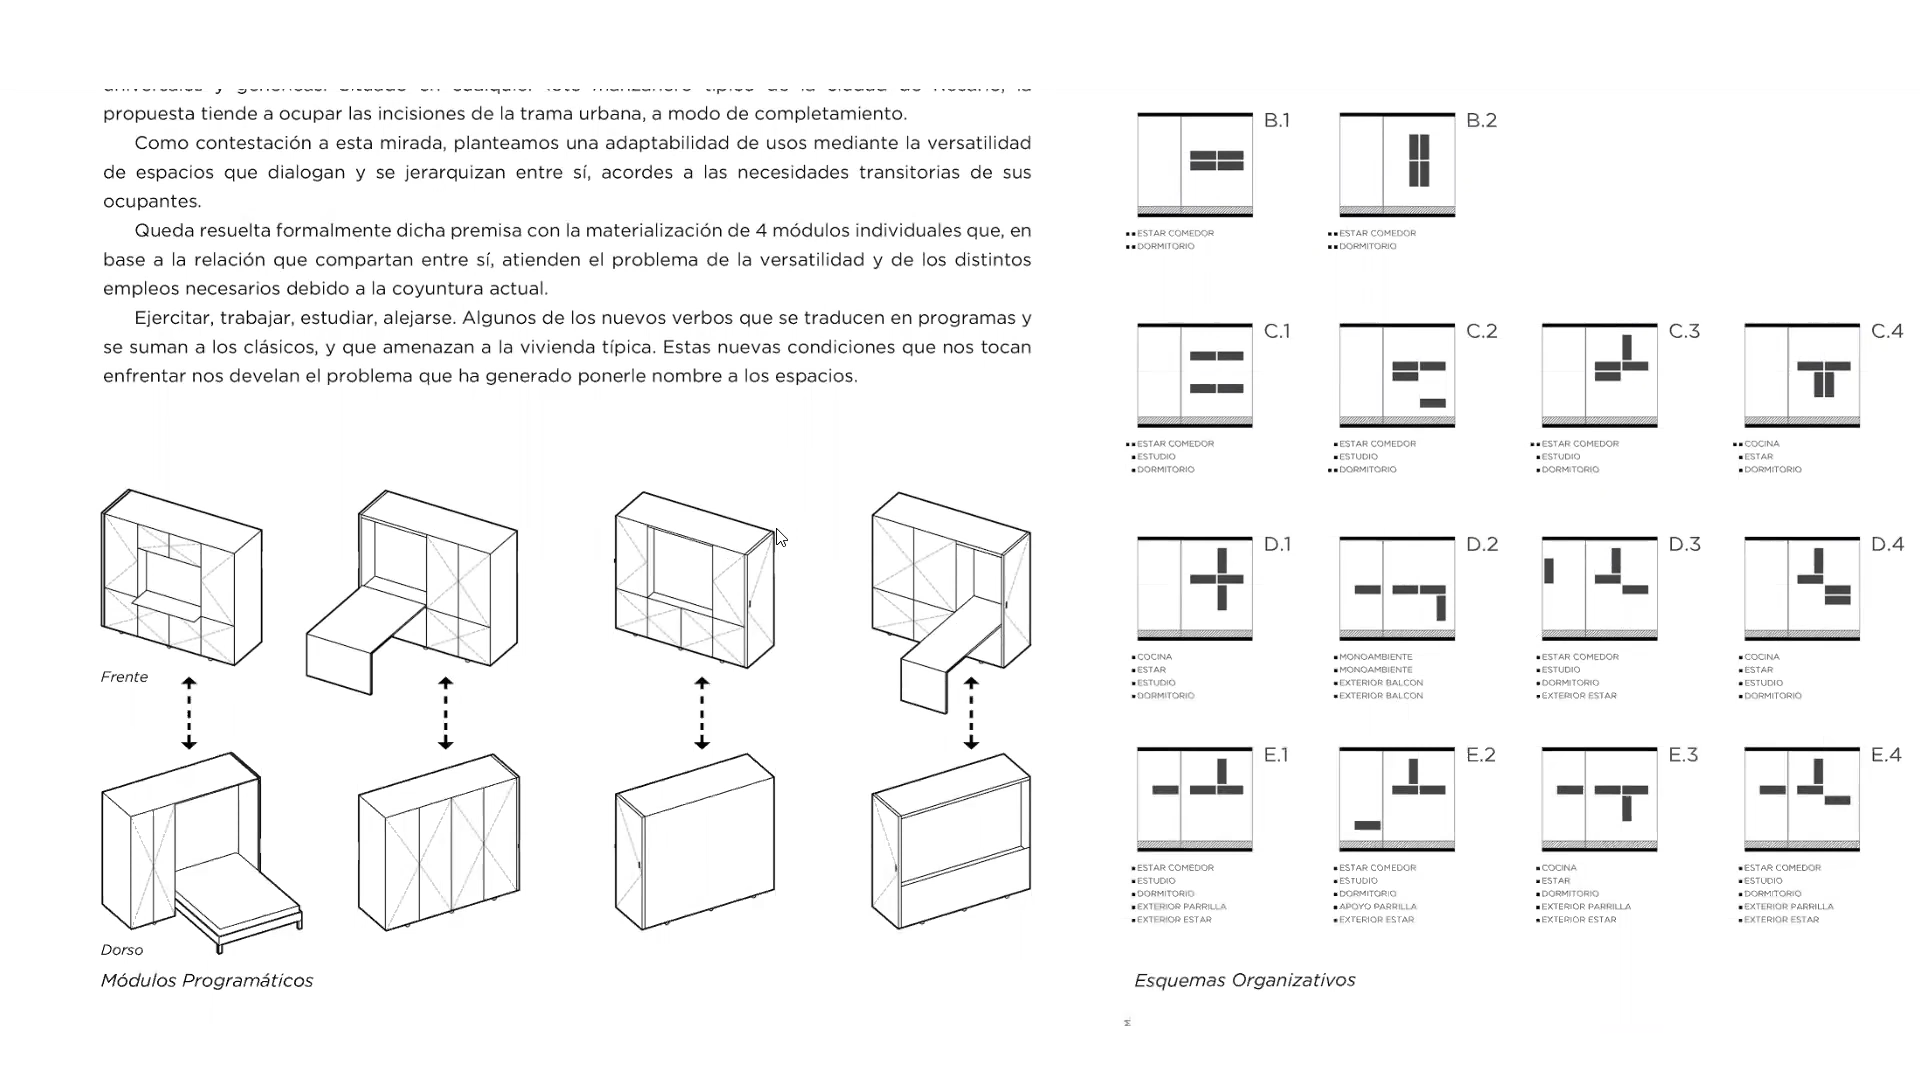 propuesta tiende a ocupar las incisiones de la trama urbana, a modo de completamiento.
Como contestación a esta mirada, planteamos una adaptabilidad de usos mediante la versatilidad
de espacios que dialogan y se jerarquizan entre sí, acordes a las necesidades transitorias de sus
ocupantes.
Queda resuelta formalmente dicha premisa con la materialización de 4 módulos individuales que, en
base a la relación que compartan entre sí, atienden el problema de la versatilidad y de los distintos
empleos necesarios debido a la coyuntura actual.
Ejercitar, trabajar, estudiar, alejarse. Algunos de los nuevos verbos que se traducen en programas y
se suman a los clásicos, y que amenazan a la vivienda típica. Estas nuevas condiciones que nos tocan
enfrentar nos develan el problema que ha generado ponerle nombre a los espacios.
Frente
Dorso
Módulos Programáticos
B.1
ESTAR COMEDOR
DORMITORIO
B.2
ESTAR COMEDOR
DORMITORIO
C.1
ESTAR COMEDOR
ESTUDIO
DORMITORIO
C.2
ESTAR COMEDOR
ESTUDIO
DORMITORIO
C.3
ESTAR COMEDOR
ESTUDIO
DORMITORIO
C.4
COCINA
ESTAR
DORMITORIO
D.1
COCINA
ESTAR
ESTUDIO
DORMITORIO
D.2
MONOAMBIENTE
MONOAMBIENTE
EXTERIOR BALCON
EXTERIOR BALCON
D.3
ESTAR COMEDOR
ESTUDIO
DORMITORIO
EXTERIOR ESTAR
D.4
COCINA
ESTAR
ESTUDIO
DORMITORIO
E.1
ESTAR COMEDOR
ESTUDIO
DORMITORIO
EXTERIOR PARRILLA
EXTERIOR ESTAR
E.2
ESTAR COMEDOR
ESTUDIO
DORMITORIO
APOYO PARRILLA
EXTERIOR ESTAR
E.3
COCINA
ESTAR
DORMITORIO
EXTERIOR PARRILLA
EXTERIOR ESTAR
E.4
ESTAR COMEDOR
ESTUDIO
DORMITORIO
EXTERIOR PARRILLA
EXTERIOR ESTAR
Esquemas Organizativos